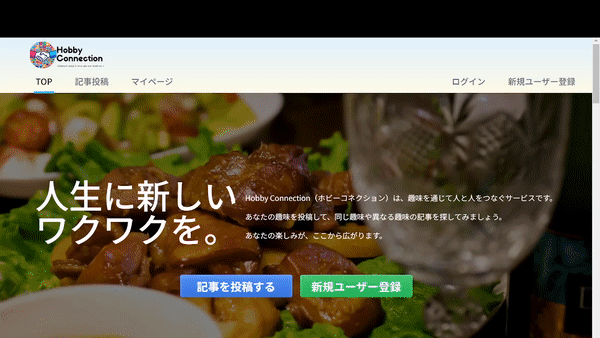 Hobby
Connection
TOP
記事投稿
マイページ
ログイン
新規ユーザー登録
人生に新しい
ワクワクを。
Hobby Connection（ホビーコネクション）は、趣味を通じて人と人をつなぐサービスです。
あなたの趣味を投稿して、同じ趣味や異なる趣味の記事を探してみましょう。
あなたの楽しみが、ここから広がります。
記事を投稿する
新規ユーザー登録